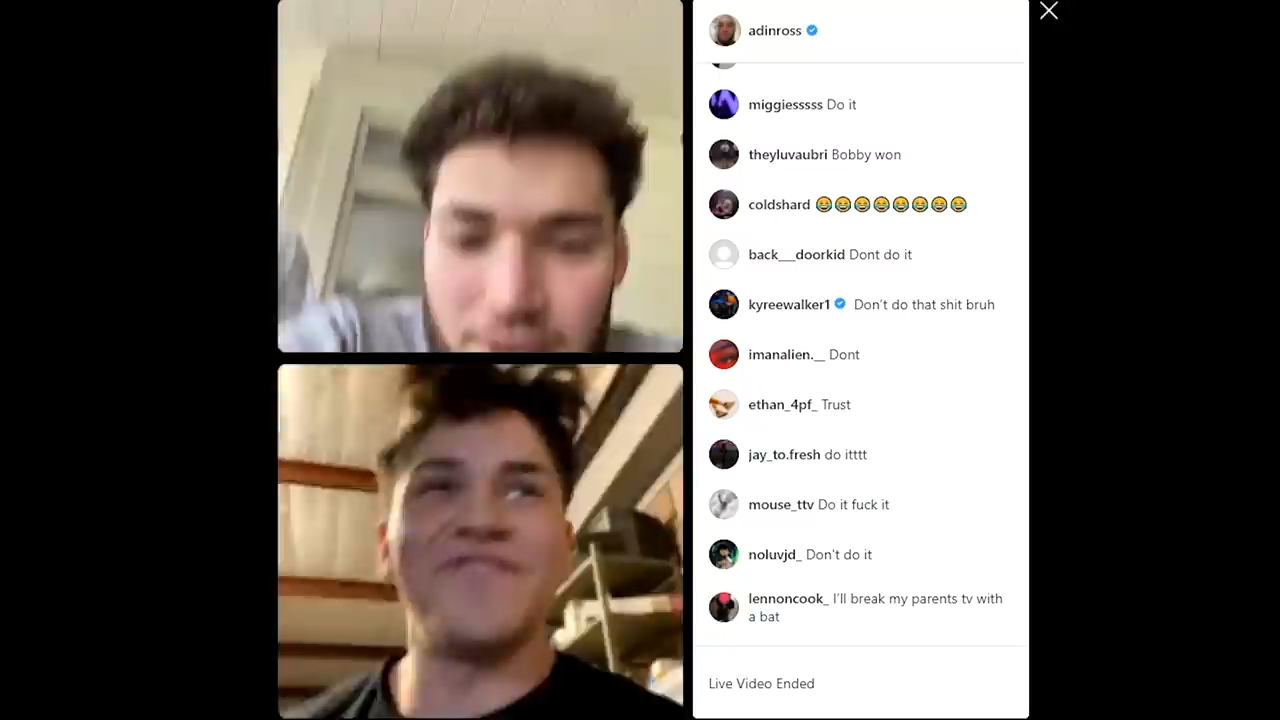 adinross
miggiesssss Do it
theyluvaubri Bobby won
coldshard 😂😂😂😂😂😂😂😂
back___doorkid Dont do it
kyreewalker1 Don't do that shit bruh
imanalien.__ Dont
ethan_4pf_ Trust
jay_to.fresh do itttt
mouse_ttv Do it fuck it
noluvjd_ Don't do it
lennoncook_ I'll break my parents tv with
a bat
Live Video Ended